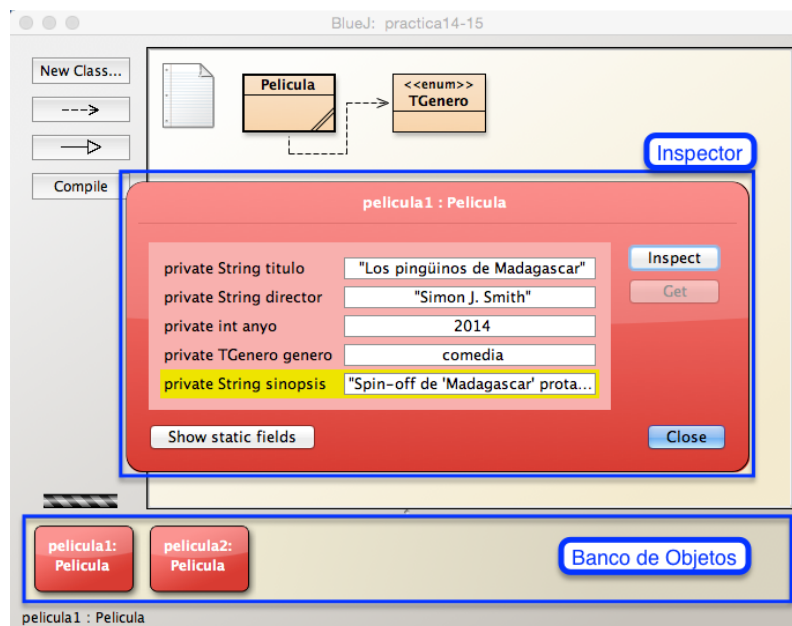 BlueJ: practica14-15
New Class...
Compile
Pelicula
<<enum>>
TGenero
Inspector
pelicula1 : Pelicula
private String titulo "Los pingüinos de Madagascar"
private String director "Simon J. Smith"
private int anyo 2014
private TGenero genero comedia
private String sinopsis "Spin-off de 'Madagascar' prota...
Inspect
Get
Show static fields
Close
pelicula1:
Pelicula
pelicula2:
Pelicula
Banco de Objetos
pelicula1 : Pelicula